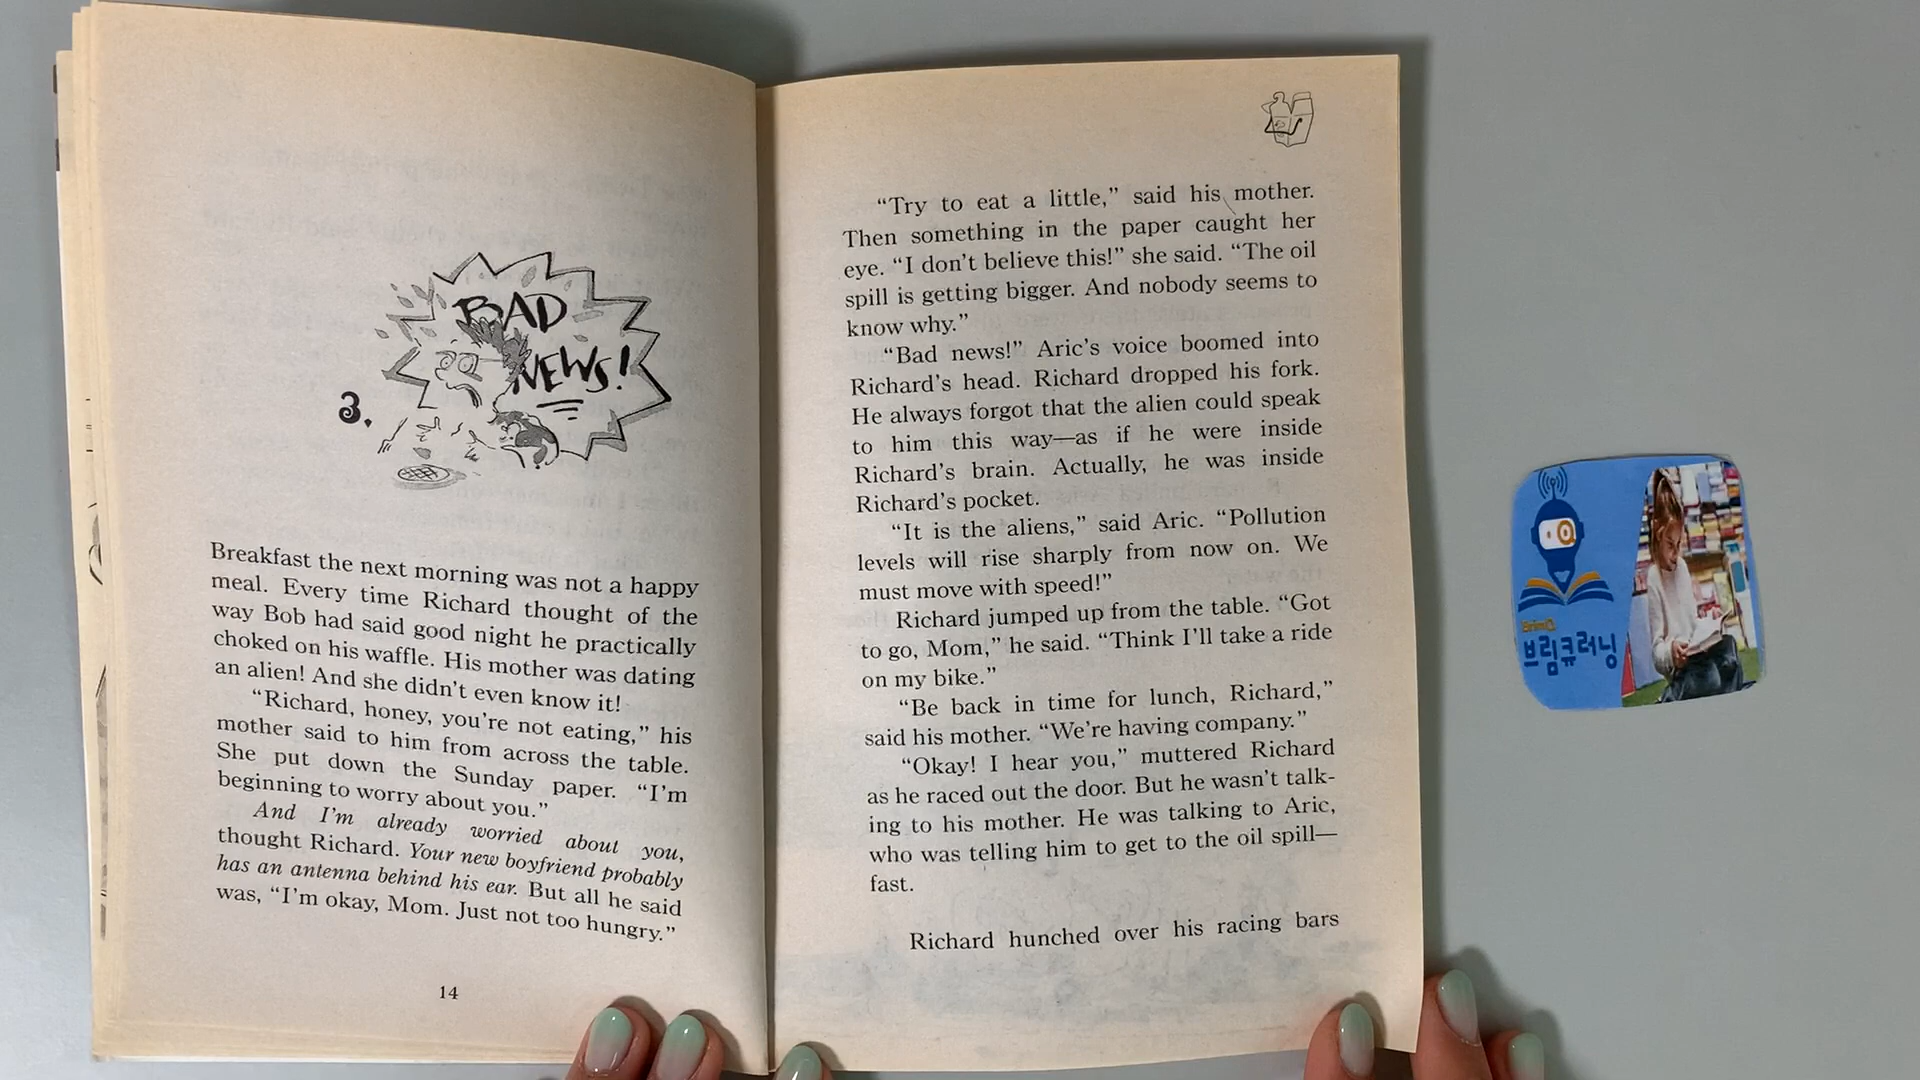 BAD
NEWS!
3.
Breakfast the next morning was not a happy
meal. Every time Richard thought of the
way Bob had said good night he practically
choked on his waffle. His mother was dating
an alien! And she didn't even know it!
“Richard, honey, you're not eating,” his
mother said to him from across the table.
She put down the Sunday paper. “I'm
beginning to worry about you.”
And I'm already worried about you,
thought Richard. Your new boyfriend probably
has an antenna behind his ear. But all he said
was, “I'm okay, Mom. Just not too hungry.”
14
“Try to eat a little,” said his mother.
Then something in the paper caught her
eye. “I don't believe this!” she said. “The oil
spill is getting bigger. And nobody seems to
know why.”
“Bad news!” Aric's voice boomed into
Richard's head. Richard dropped his fork.
He always forgot that the alien could speak
to him this way—as if he were inside
Richard's brain. Actually, he was inside
Richard's pocket.
“It is the aliens,” said Aric. “Pollution
levels will rise sharply from now on. We
must move with speed!”
Richard jumped up from the table. “Got
to go, Mom,” he said. “Think I'll take a ride
on my bike.”
“Be back in time for lunch, Richard,”
said his mother. “We're having company.”
“Okay! I hear you,” muttered Richard
as he raced out the door. But he wasn't talk-
ing to his mother. He was talking to Aric,
who was telling him to get to the oil spill—
fast.
Richard hunched over his racing bars
BrimQ
브림큐러닝